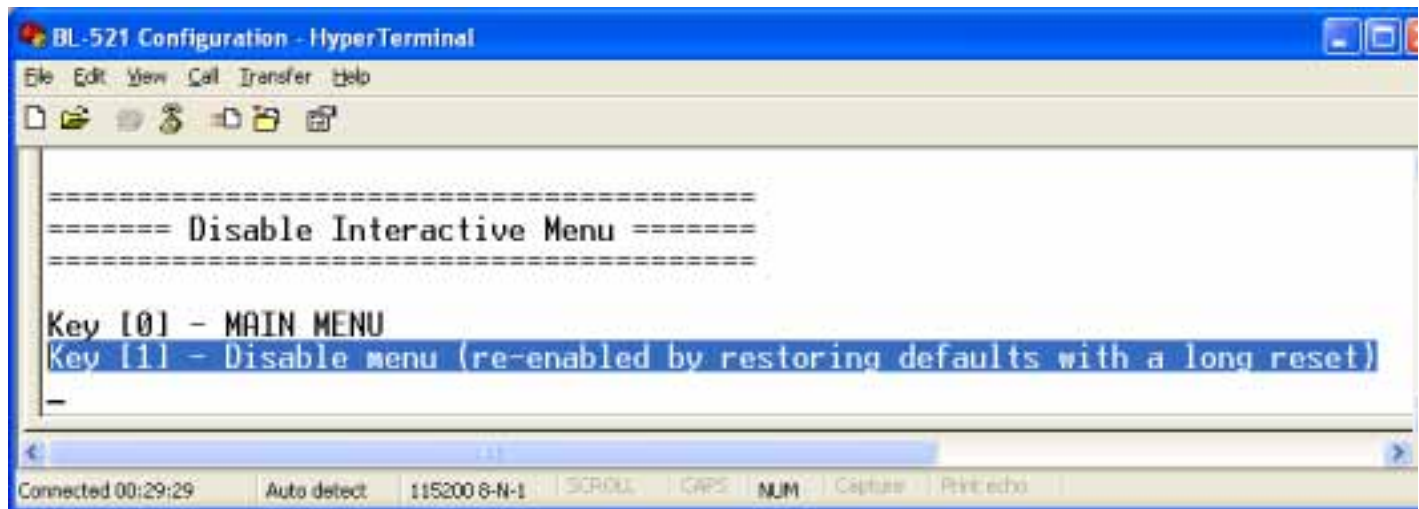 BL-521 Configuration - HyperTerminal
File Edit View Call Transfer Help
========================================
======= Disable Interactive Menu =======
========================================
Key [0] - MAIN MENU
Key [1] - Disable menu (re-enabled by restoring defaults with a long reset)
_
Connected 00:29:29 Auto detect 115200 8-N-1 SCROLL CAPS NUM Capture Print echo